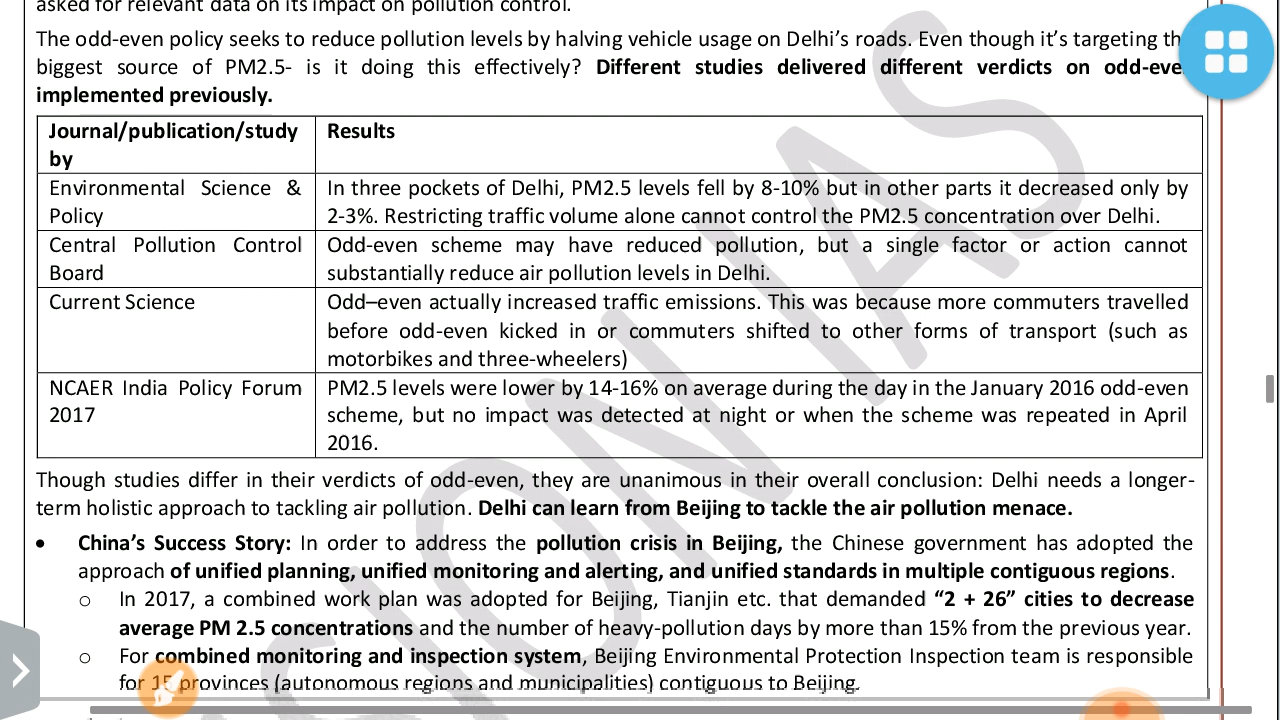 asked for relevant data on its impact on pollution control.
The odd-even policy seeks to reduce pollution levels by halving vehicle usage on Delhi's roads. Even though it's targeting
biggest source of PM2.5- is it doing this effectively? Different studies delivered different verdicts on
implemented previously.
Journal/publication/study
by
Results
Environmental Science &
Policy
In three pockets of Delhi, PM2.5 levels fell by 8-10% but in other parts it decreased only by
2-3%. Restricting traffic volume alone cannot control the PM2.5 concentration over Delhi.
Central Pollution Control
Board
Odd-even scheme may have reduced pollution, but a single factor or action cannot
substantially reduce air pollution levels in Delhi.
Current Science
Odd–even actually increased traffic emissions. This was because more commuters travelled
before odd-even kicked in or commuters shifted to other forms of transport (such as
motorbikes and three-wheelers)
NCAER India Policy Forum
2017
PM2.5 levels were lower by 14-16% on average during the day in the January 2016 odd-even
scheme, but no impact was detected at night or when the scheme was repeated in April
2016.
Though studies differ in their verdicts of odd-even, they are unanimous in their overall conclusion: Delhi needs a longer-
term holistic approach to tackling air pollution. Delhi can learn from Beijing to tackle the air pollution menace.
• China's Success Story: In order to address the pollution crisis in Beijing, the Chinese government has adopted the
approach of unified planning, unified monitoring and alerting, and unified standards in multiple contiguous regions.
o In 2017, a combined work plan was adopted for Beijing, Tianjin etc. that demanded “2 + 26” cities to decrease
average PM 2.5 concentrations and the number of heavy-pollution days by more than 15% from the previous year.
o For combined monitoring and inspection system, Beijing Environmental Protection Inspection team is responsible
for 15 provinces (autonomous regions and municipalities) contiguous to Beijing.
SION IAS